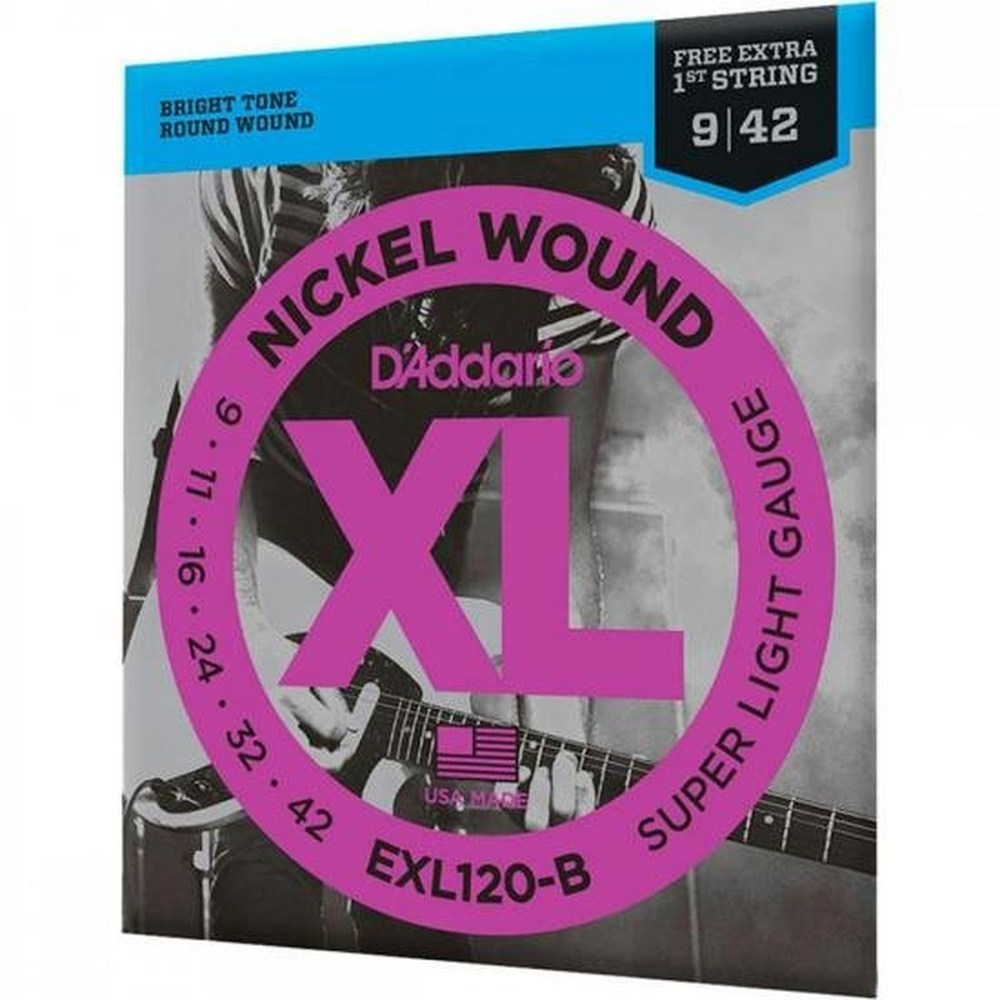 BRIGHT TONE
ROUND WOUND
FREE EXTRA
1ST STRING
9|42
NICKEL WOUND
D'Addario
XL
USA MADE
9 · 11 · 16 · 24 · 32 · 42
EXL120-B
SUPER LIGHT GAUGE